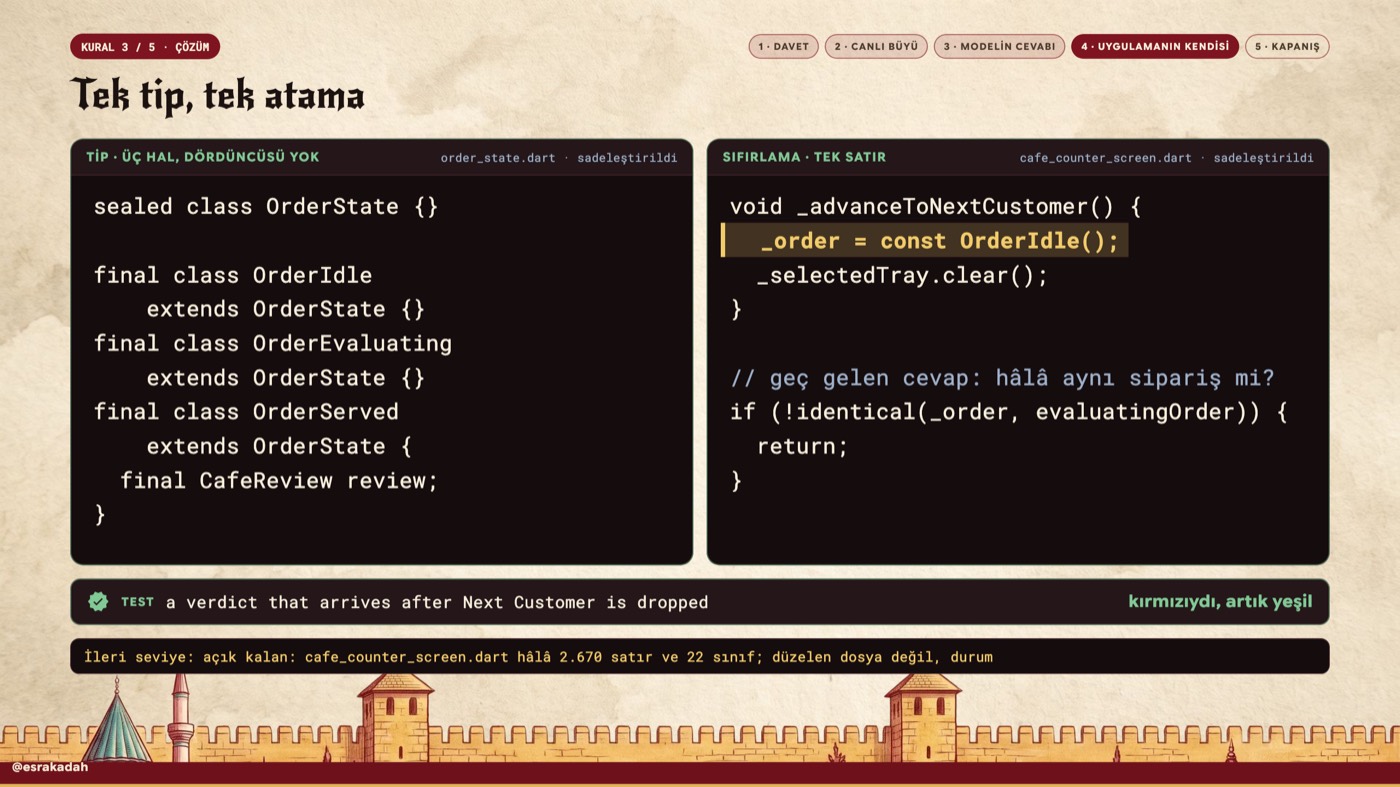 KURAL 3 / 5 · ÇÖZÜM
1 · DAVET
2 · CANLI BÜYÜ
3 · MODELİN CEVABI
4 · UYGULAMANIN KENDİSİ
5 · KAPANIŞ
Tek tip, tek atama
TİP · ÜÇ HAL, DÖRDÜNCÜSÜ YOK
order_state.dart · sadeleştirildi
sealed class OrderState {}
final class OrderIdle
    extends OrderState {}
final class OrderEvaluating
    extends OrderState {}
final class OrderServed
    extends OrderState {
  final CafeReview review;
}
SIFIRLAMA · TEK SATIR
cafe_counter_screen.dart · sadeleştirildi
void _advanceToNextCustomer() {
  _order = const OrderIdle();
  _selectedTray.clear();
}
// geç gelen cevap: hâlâ aynı sipariş mi?
if (!identical(_order, evaluatingOrder)) {
  return;
}
TEST a verdict that arrives after Next Customer is dropped
kırmızıydı, artık yeşil
İleri seviye: açık kalan: cafe_counter_screen.dart hâlâ 2.670 satır ve 22 sınıf; düzelen dosya değil, durum
@esrakadah